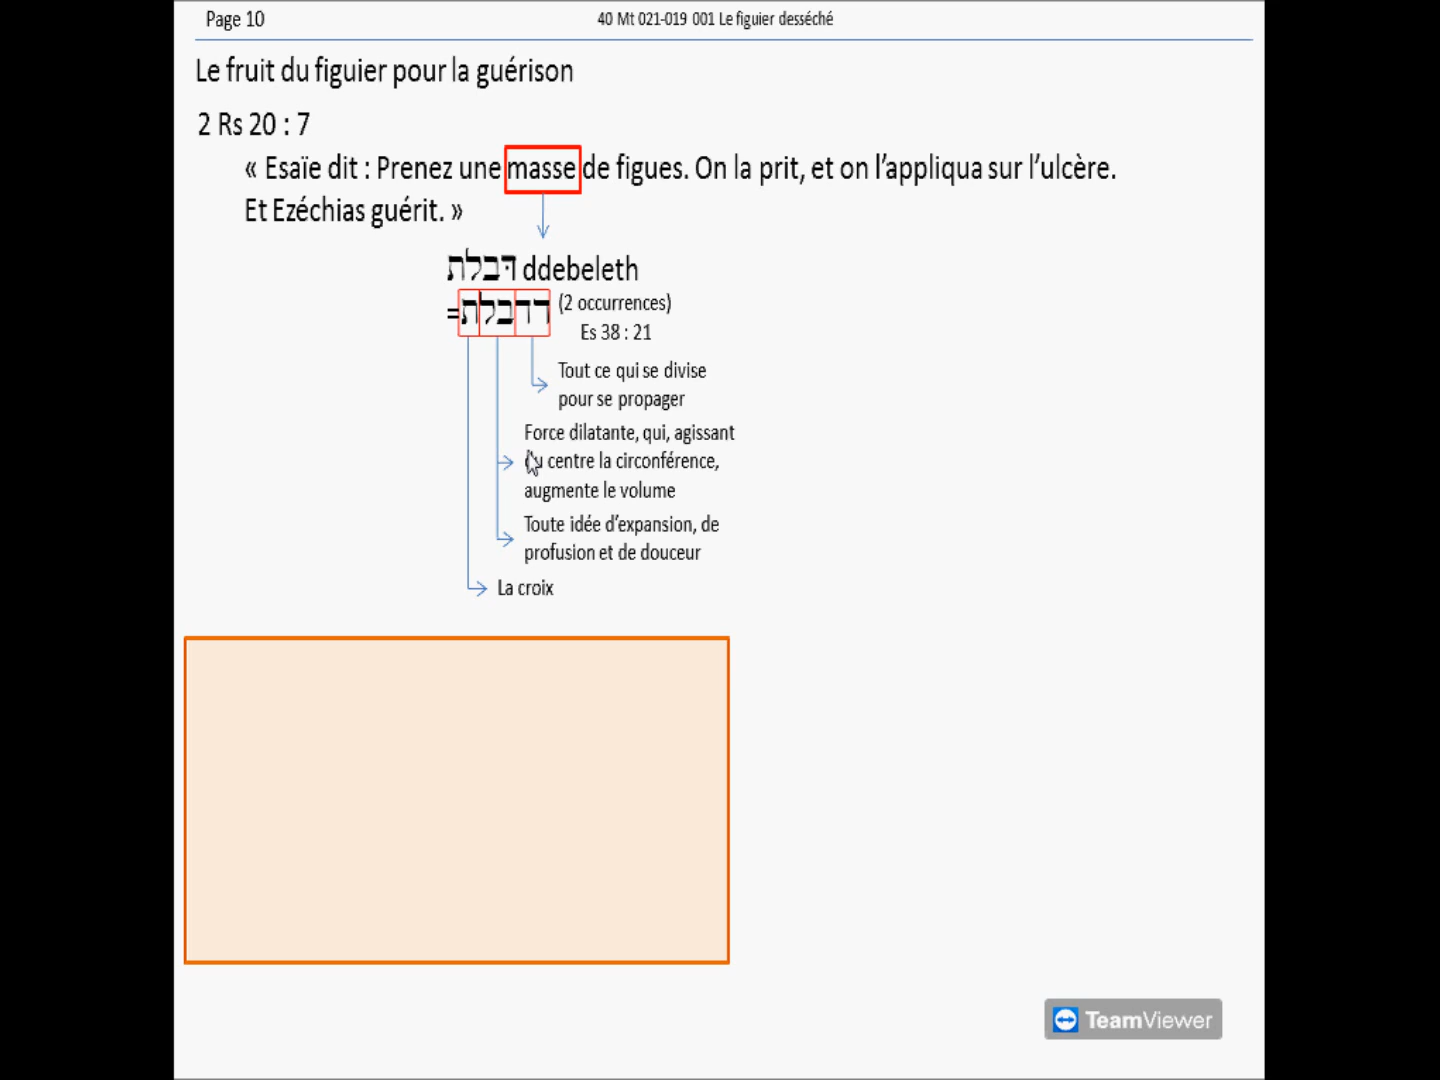 Page 10
40 Mt 021-019 001 Le figuier desséché
Le fruit du figuier pour la guérison
2 Rs 20 : 7
« Esaïe dit : Prenez une masse de figues. On la prit, et on l’appliqua sur l’ulcère.
Et Ezéchias guérit. »
דּבלת ddebeleth
=דדבלת (2 occurrences)
Es 38 : 21
Tout ce qui se divise
pour se propager
Force dilatante, qui, agissant
centre la circonférence,
augmente le volume
Toute idée d’expansion, de
profusion et de douceur
La croix
TeamViewer